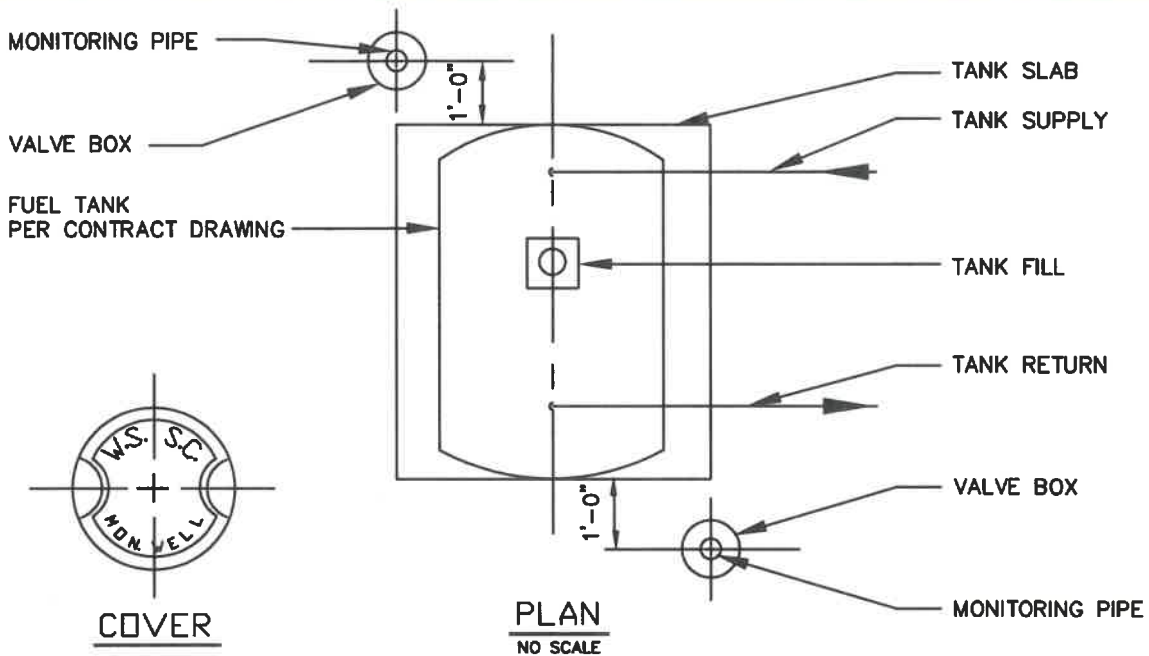 MONITORING PIPE
VALVE BOX
FUEL TANK
PER CONTRACT DRAWING
1'-0"
TANK SLAB
TANK SUPPLY
TANK FILL
TANK RETURN
1'-0"
VALVE BOX
MONITORING PIPE
W.S. S.C.
MON. WELL
COVER
PLAN
NO SCALE